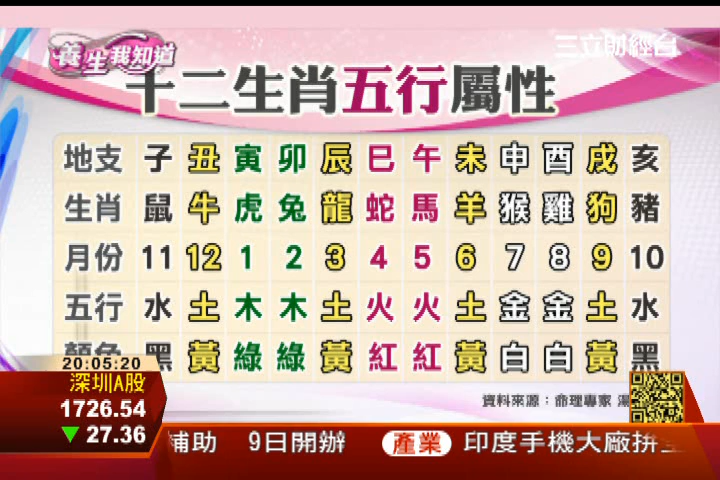 養生我知道
三立財經台
十二生肖五行屬性
地支 子 丑 寅 卯 辰 巳 午 未 申 酉 戌 亥
生肖 鼠 牛 虎 兔 龍 蛇 馬 羊 猴 雞 狗 豬
月份 11 12 1 2 3 4 5 6 7 8 9 10
五行 水 土 木 木 土 火 火 土 金 金 土 水
顏色 黑 黃 綠 綠 黃 紅 紅 黃 白 白 黃 黑
資料來源：命理專家 湯
20:05:20
深圳A股
1726.54
▼ 27.36
補助 9日開辦 產業 印度手機大廠拚